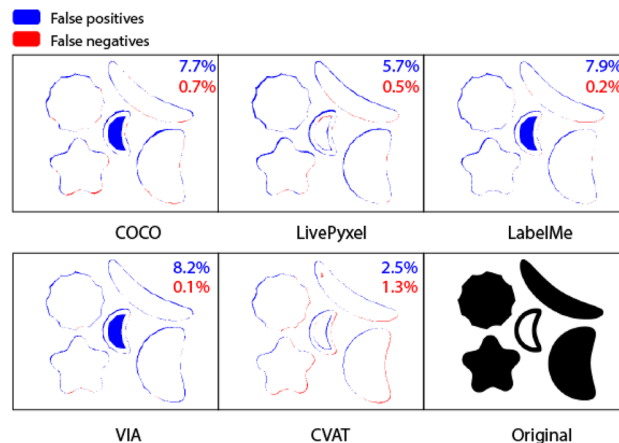 False positives
False negatives
7.7% 5.7% 7.9%
0.7% 0.5% 0.2%
COCO LivePyxel LabelMe
8.2% 2.5%
0.1% 1.3%
VIA CVAT Original